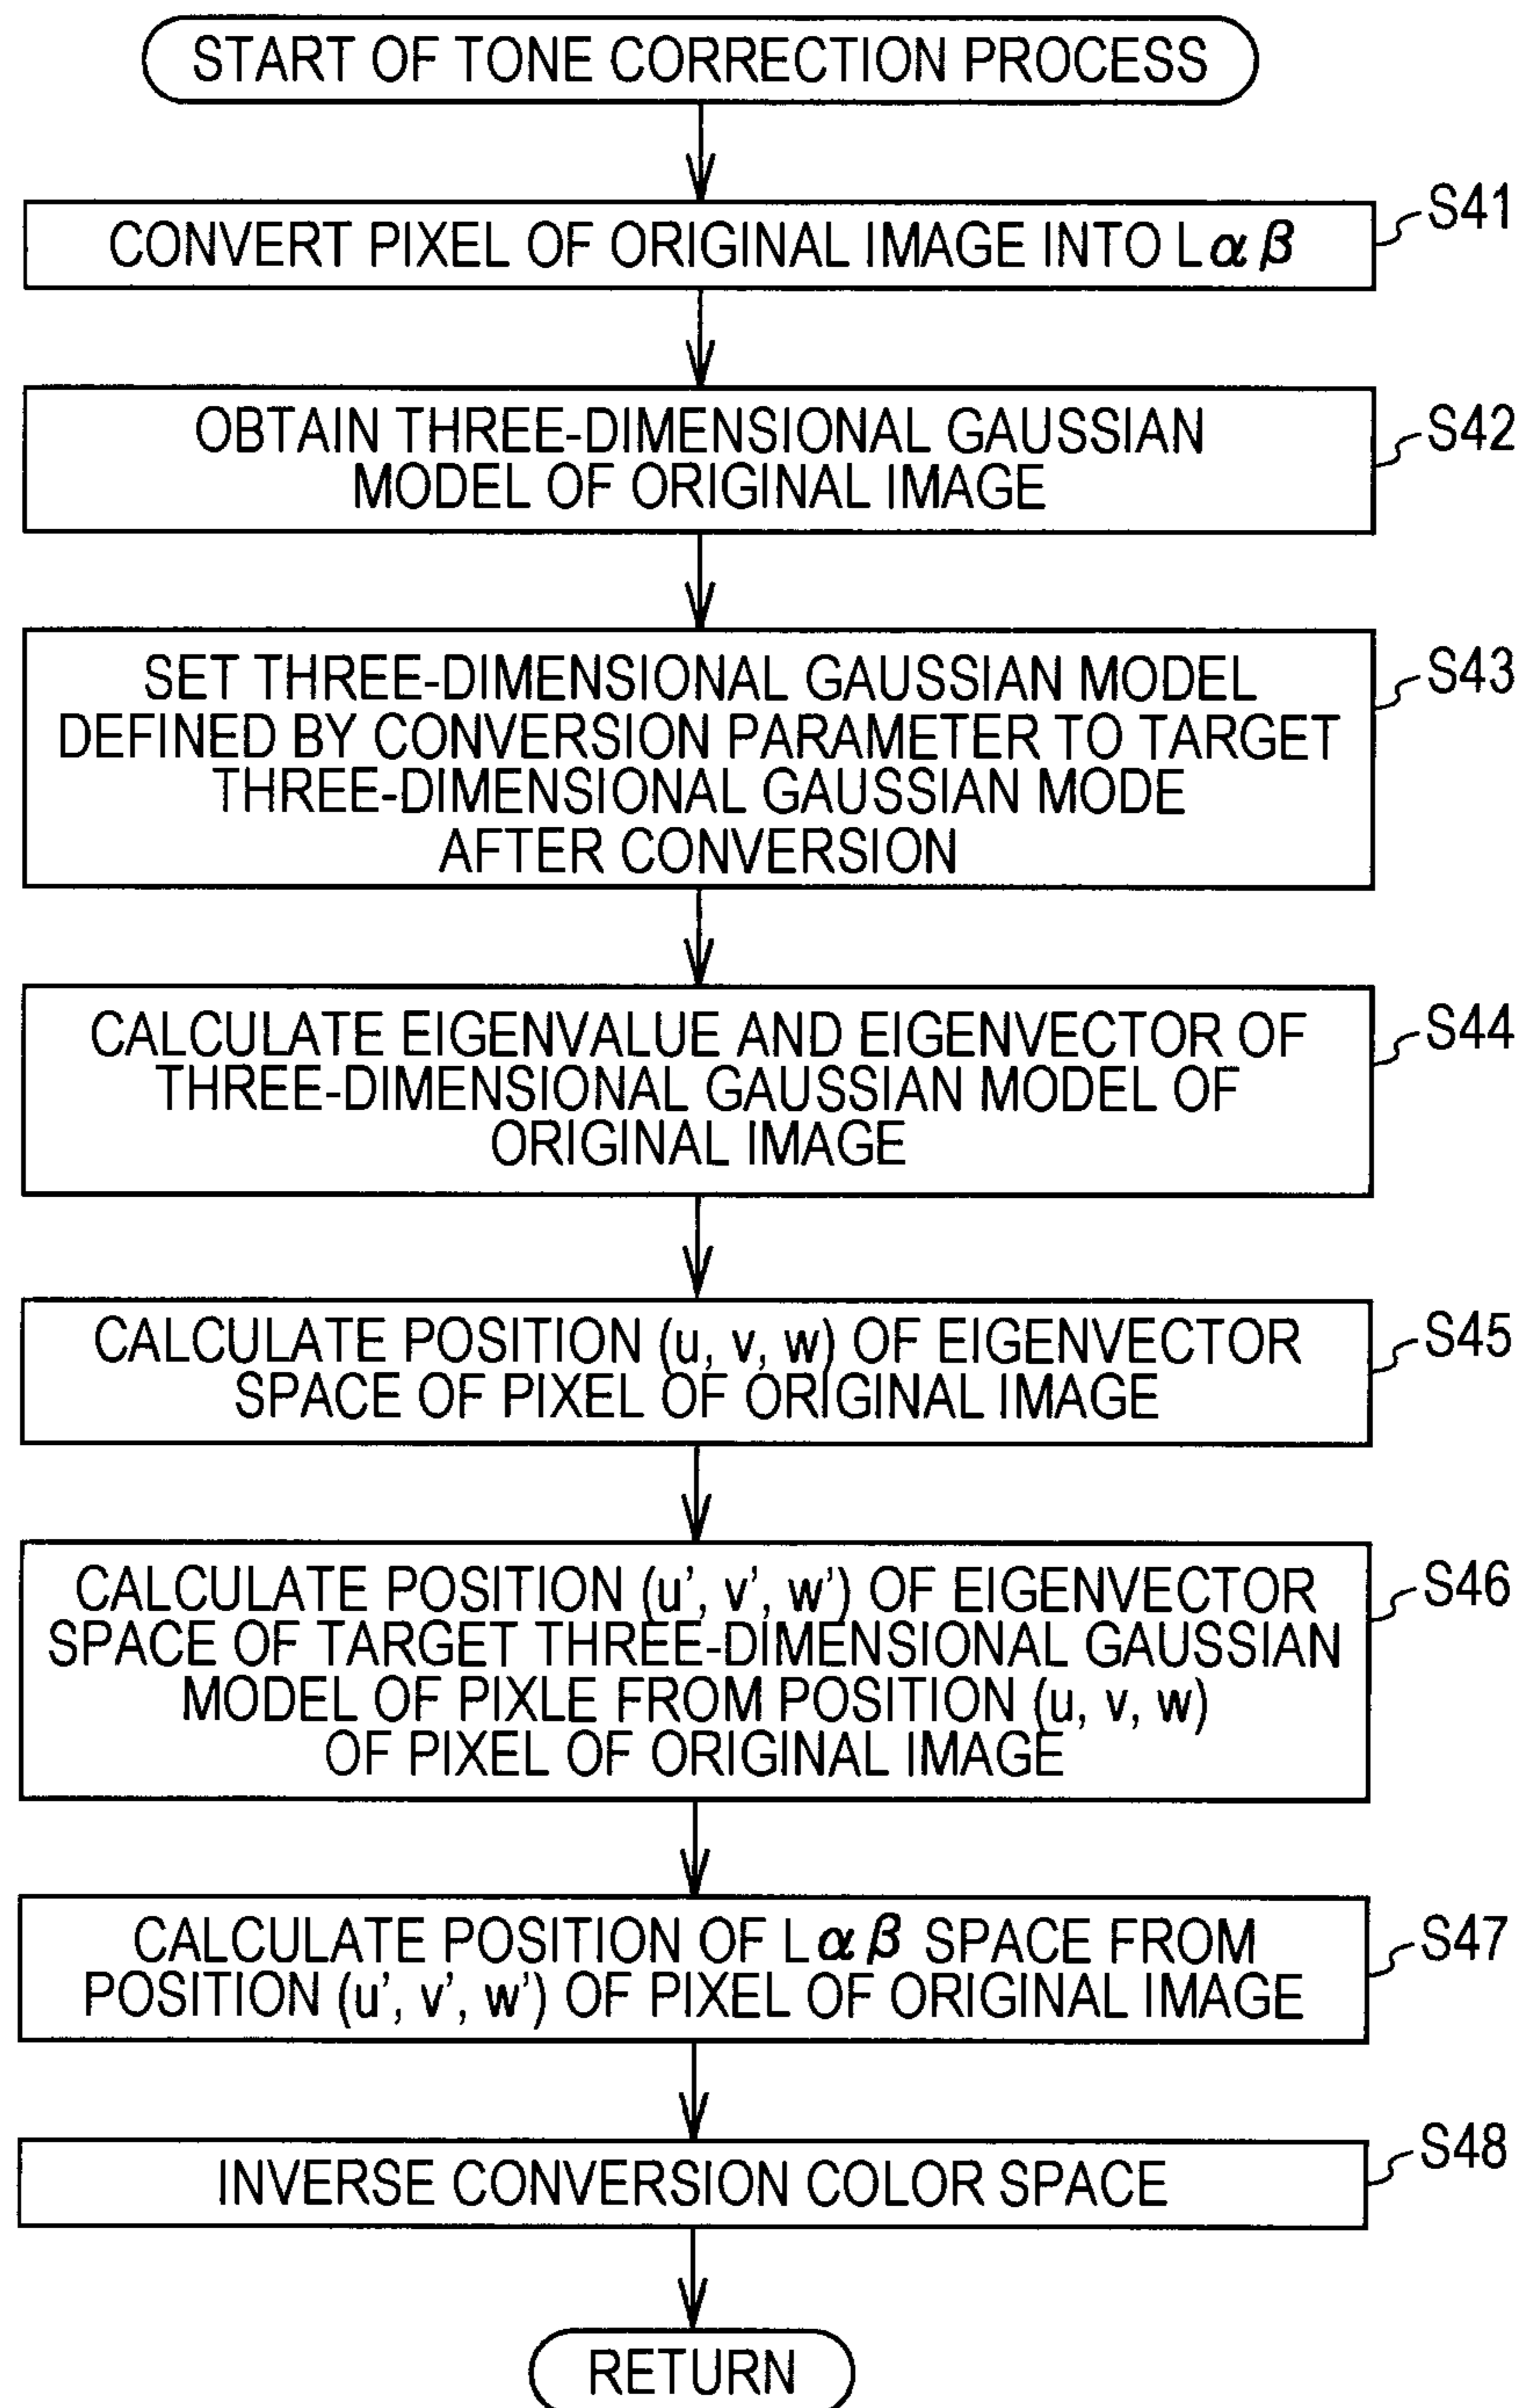 START OF TONE CORRECTION PROCESS
S41
CONVERT PIXEL OF ORIGINAL IMAGE INTO Lαβ
S42
OBTAIN THREE-DIMENSIONAL GAUSSIAN
MODEL OF ORIGINAL IMAGE
S43
SET THREE-DIMENSIONAL GAUSSIAN MODEL
DEFINED BY CONVERSION PARAMETER TO TARGET
THREE-DIMENSIONAL GAUSSIAN MODE
AFTER CONVERSION
S44
CALCULATE EIGENVALUE AND EIGENVECTOR OF
THREE-DIMENSIONAL GAUSSIAN MODEL OF
ORIGINAL IMAGE
S45
CALCULATE POSITION (u, v, w) OF EIGENVECTOR
SPACE OF PIXEL OF ORIGINAL IMAGE
S46
CALCULATE POSITION (u’, v’, w’) OF EIGENVECTOR
SPACE OF TARGET THREE-DIMENSIONAL GAUSSIAN
MODEL OF PIXLE FROM POSITION (u, v, w)
OF PIXEL OF ORIGINAL IMAGE
S47
CALCULATE POSITION OF Lαβ SPACE FROM
POSITION (u’, v’, w’) OF PIXEL OF ORIGINAL IMAGE
S48
INVERSE CONVERSION COLOR SPACE
RETURN